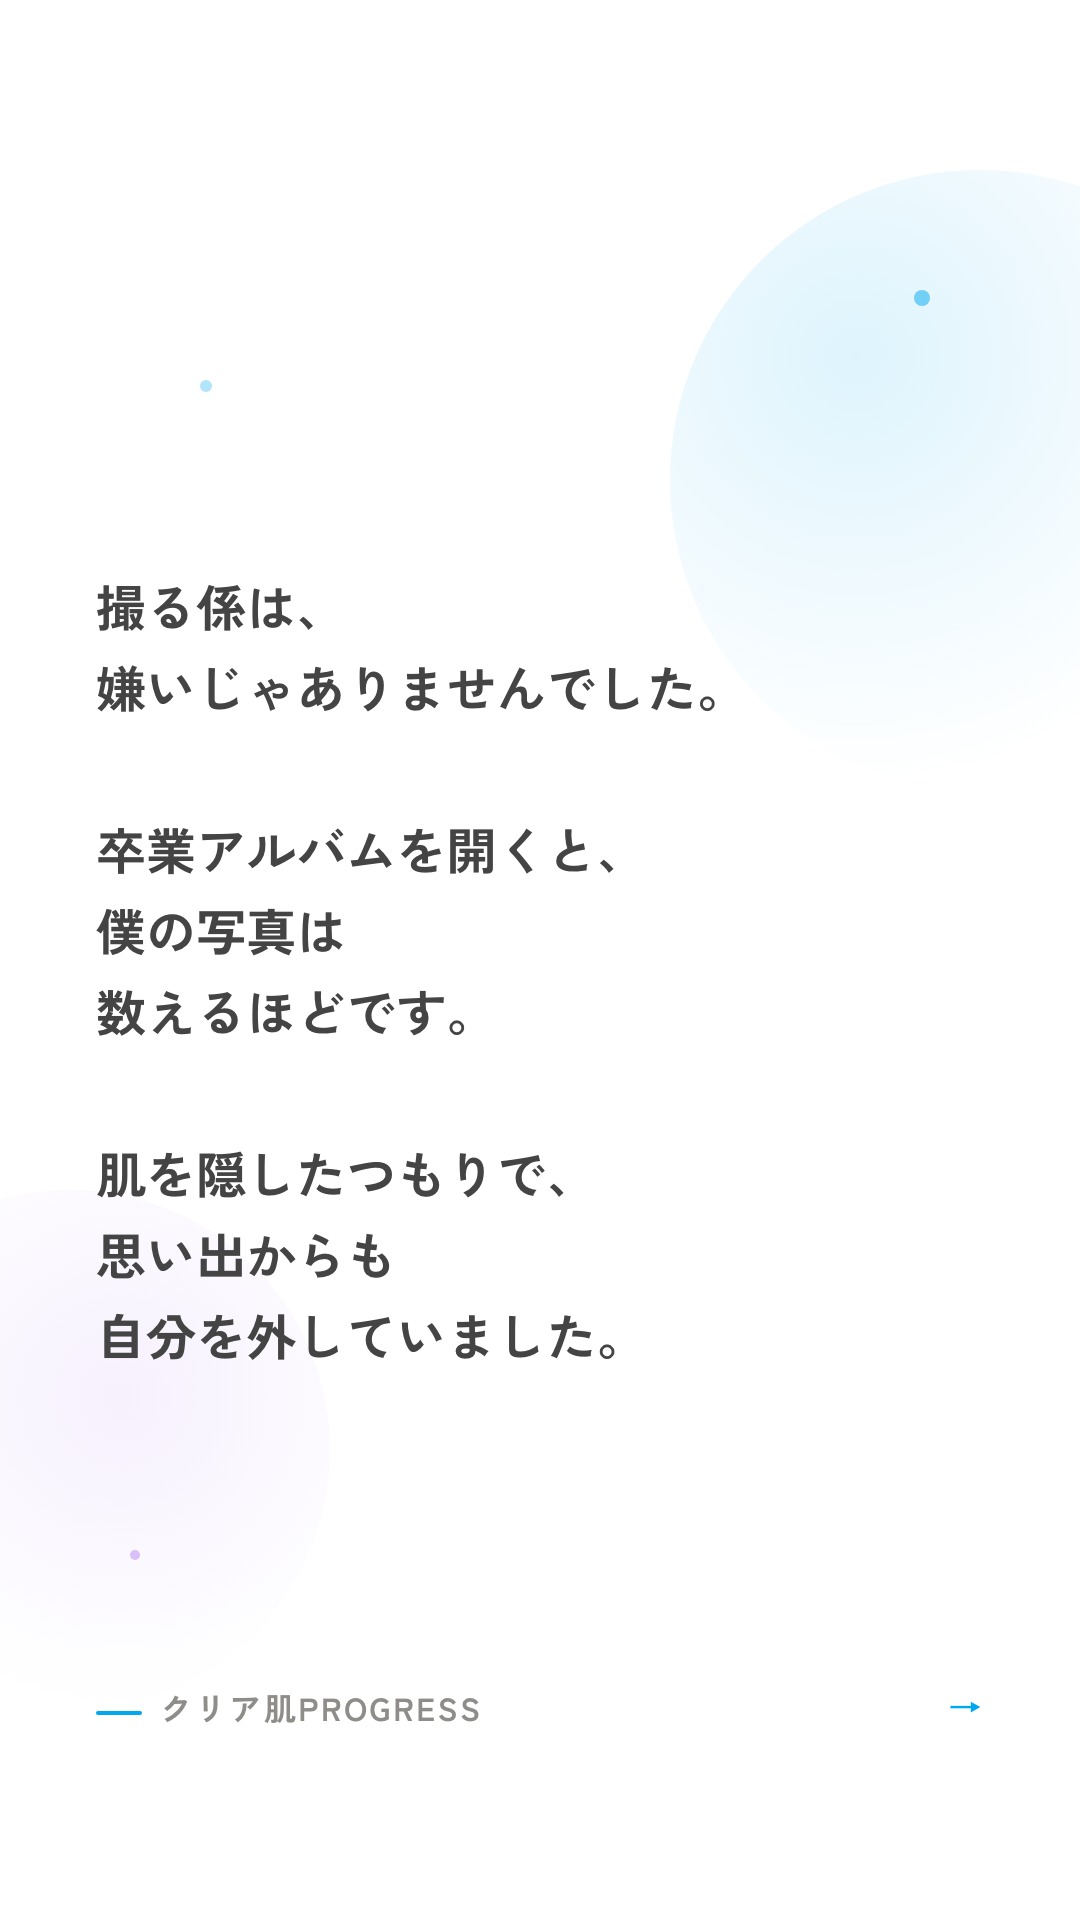 撮る係は、
嫌いじゃありませんでした。
卒業アルバムを開くと、
僕の写真は
数えるほどです。
肌を隠したつもりで、
思い出からも
自分を外していました。
クリア肌PROGRESS
→